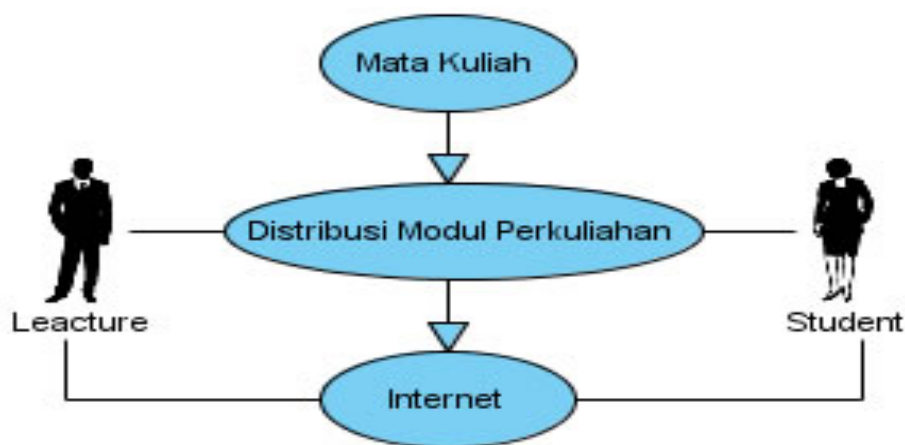 Mata Kuliah
Distribusi Modul Perkuliahan
Leacture
Student
Internet